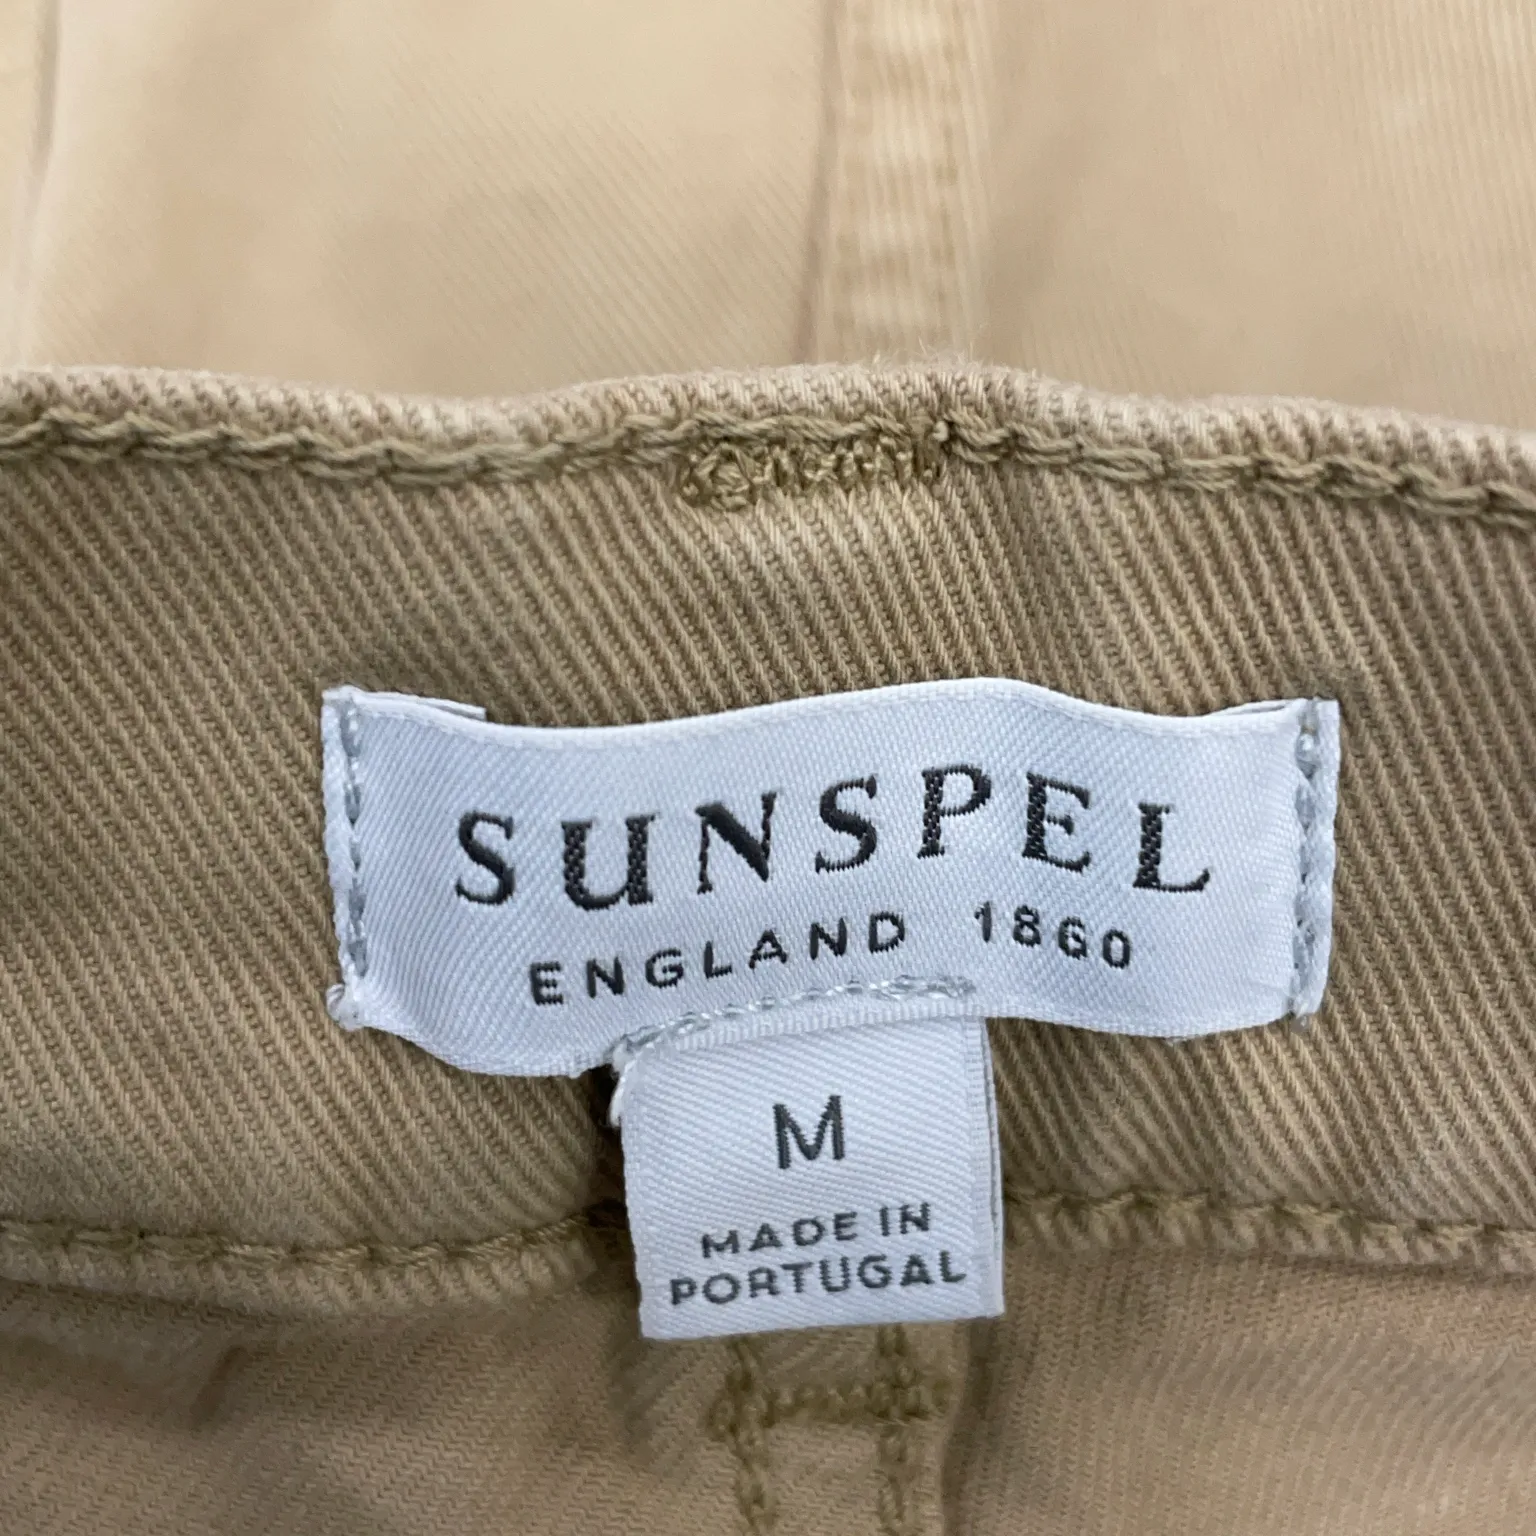 SUNSPEL
ENGLAND 1860
M
MADE IN
PORTUGAL